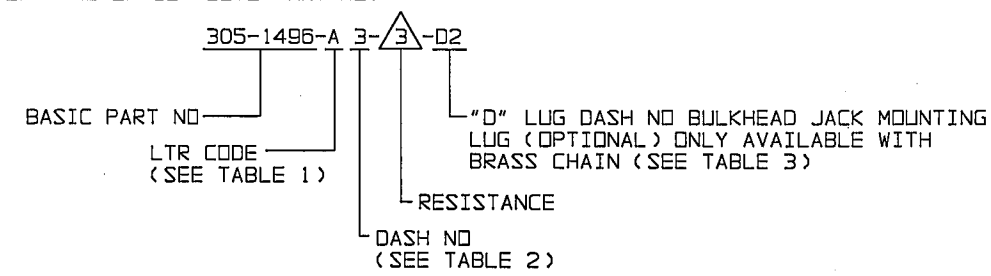 305-1496-A 3-3-D2
BASIC PART NO
"D" LUG DASH NO BULKHEAD JACK MOUNTING
LUG (OPTIONAL) ONLY AVAILABLE WITH
BRASS CHAIN (SEE TABLE 3)
LTR CODE
(SEE TABLE 1)
RESISTANCE
DASH NO
(SEE TABLE 2)